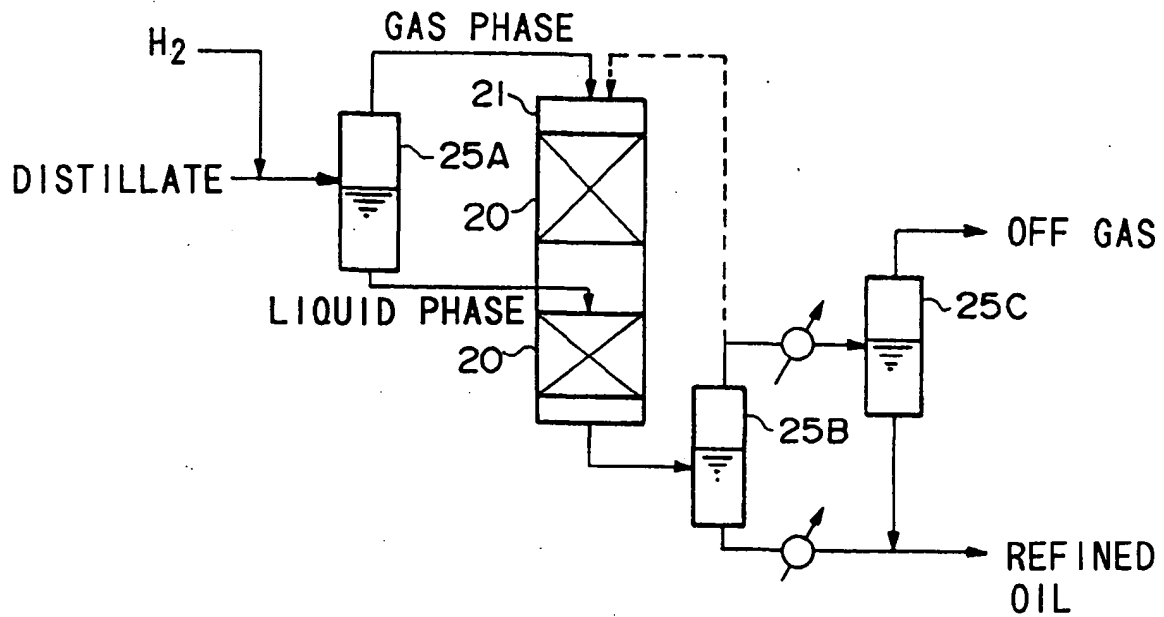 GAS PHASE
H2
21
25A
DISTILLATE
20
OFF GAS
LIQUID PHASE
25C
20
25B
REFINED
OIL